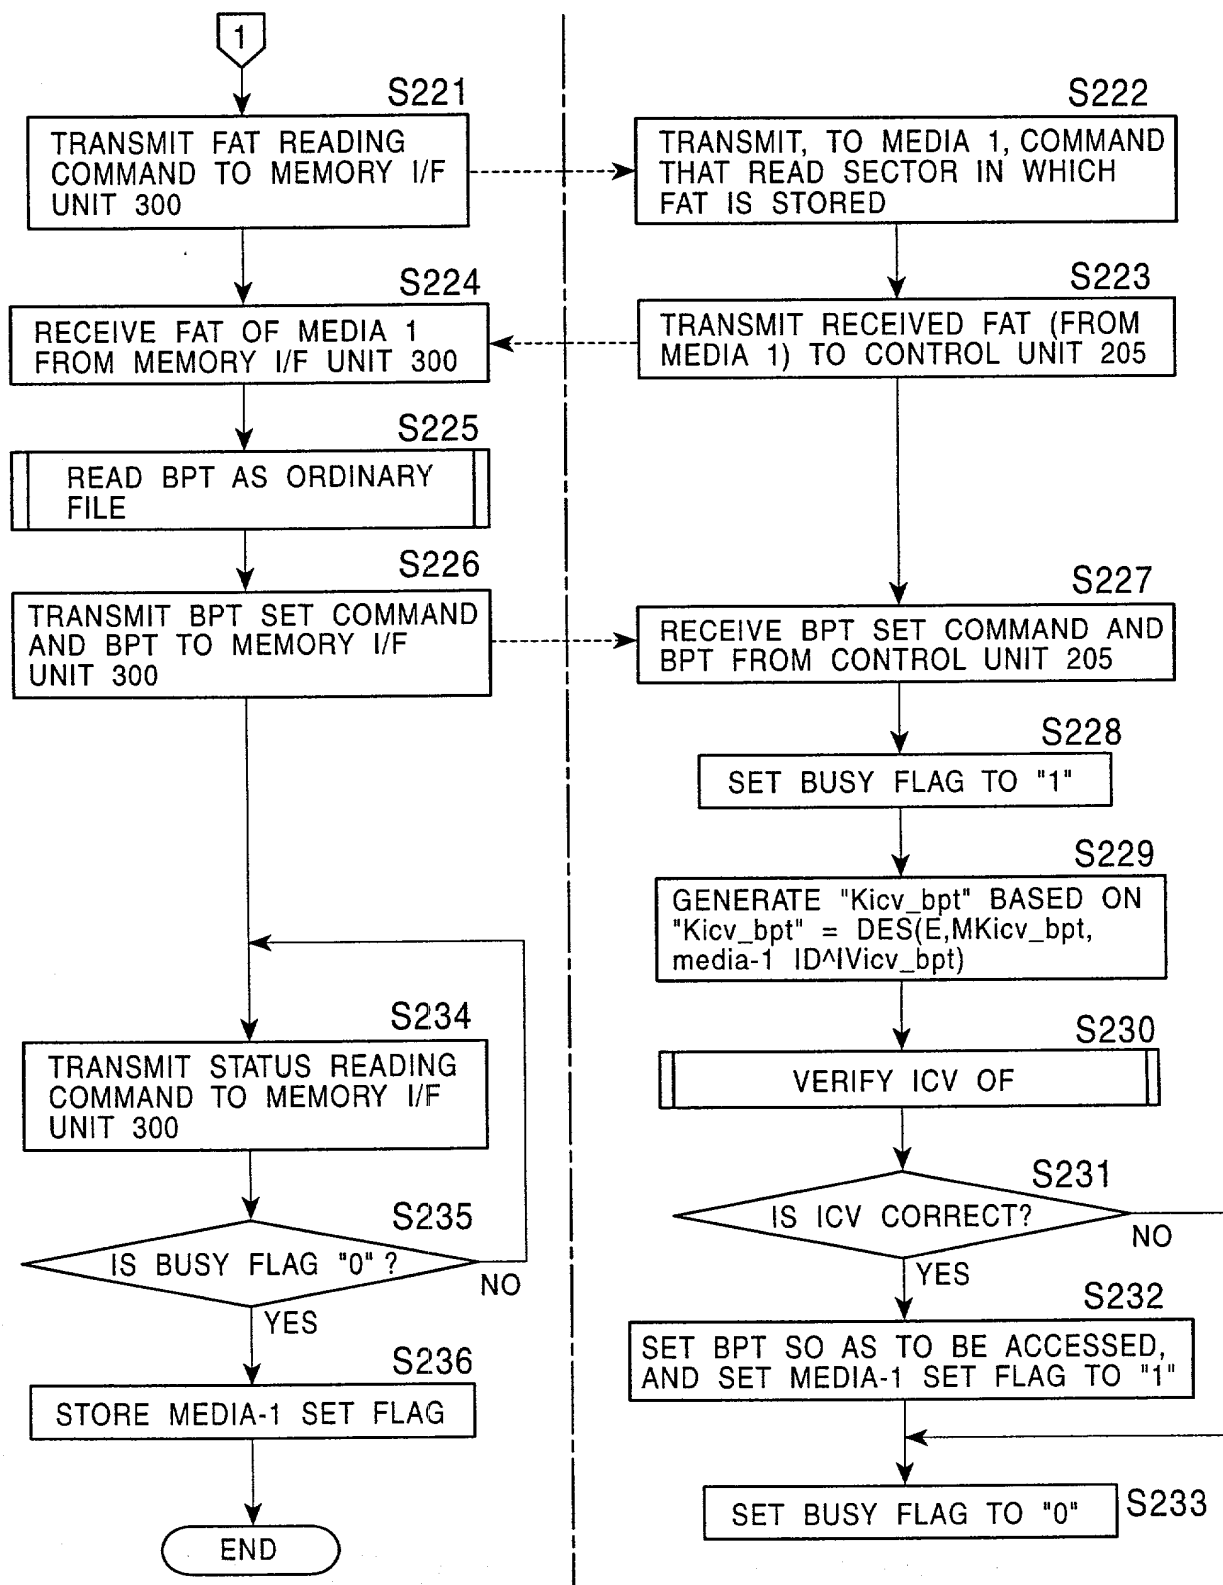 1
S221
TRANSMIT FAT READING
COMMAND TO MEMORY I/F
UNIT 300
S222
TRANSMIT, TO MEDIA 1, COMMAND
THAT READ SECTOR IN WHICH
FAT IS STORED
S224
RECEIVE FAT OF MEDIA 1
FROM MEMORY I/F UNIT 300
S223
TRANSMIT RECEIVED FAT (FROM
MEDIA 1) TO CONTROL UNIT 205
S225
READ BPT AS ORDINARY
FILE
S226
TRANSMIT BPT SET COMMAND
AND BPT TO MEMORY I/F
UNIT 300
S227
RECEIVE BPT SET COMMAND AND
BPT FROM CONTROL UNIT 205
S228
SET BUSY FLAG TO "1"
S229
GENERATE "Kicv_bpt" BASED ON
"Kicv_bpt" = DES(E,MKicv_bpt,
media-1 ID^IVicv_bpt)
S230
VERIFY ICV OF
S231
IS ICV CORRECT?
NO
YES
S232
SET BPT SO AS TO BE ACCESSED,
AND SET MEDIA-1 SET FLAG TO "1"
S233
SET BUSY FLAG TO "0"
S234
TRANSMIT STATUS READING
COMMAND TO MEMORY I/F
UNIT 300
S235
IS BUSY FLAG "0" ?
NO
YES
S236
STORE MEDIA-1 SET FLAG
END